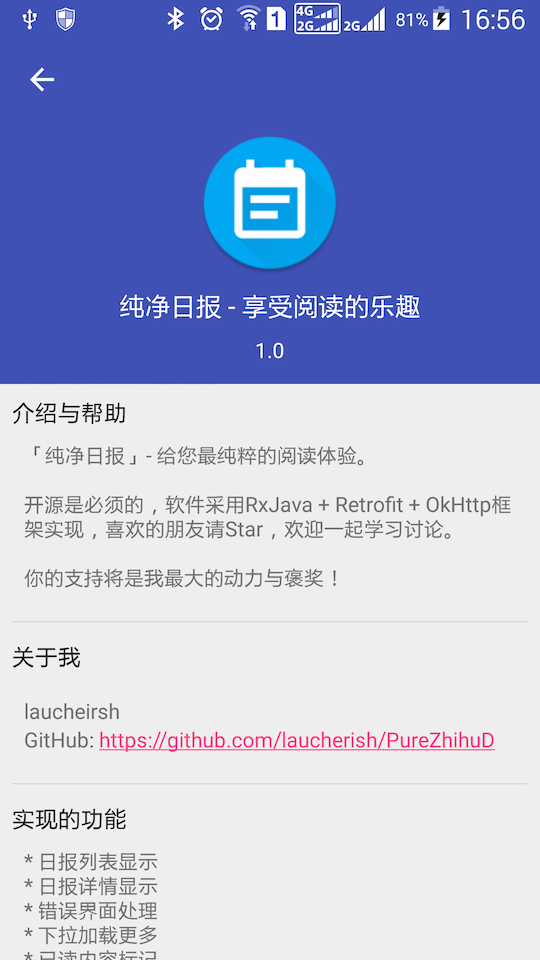 1
4G
2G
2G
81%
16:56
纯净日报 - 享受阅读的乐趣
1.0
介绍与帮助
「纯净日报」- 给您最纯粹的阅读体验。
开源是必须的，软件采用RxJava + Retrofit + OkHttp框
架实现，喜欢的朋友请Star，欢迎一起学习讨论。
你的支持将是我最大的动力与褒奖！
关于我
laucheirsh
GitHub: https://github.com/laucherish/PureZhihuD
实现的功能
* 日报列表显示
* 日报详情显示
* 错误界面处理
* 下拉加载更多
* 已读内容标记